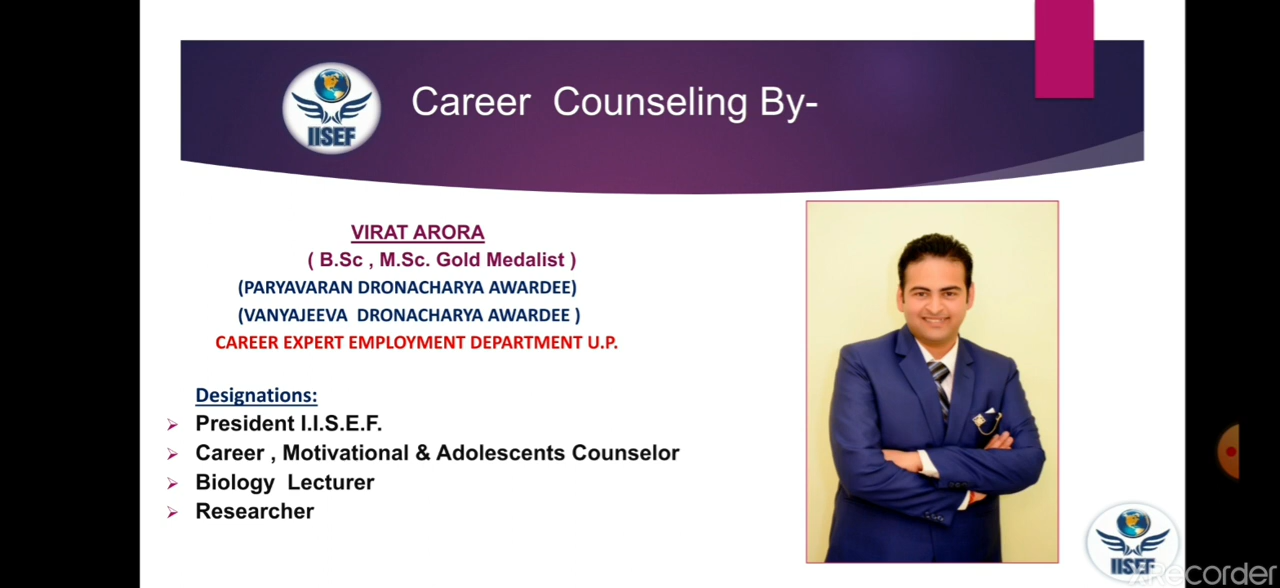 IISEF
Career Counseling By-
VIRAT ARORA
( B.Sc , M.Sc. Gold Medalist )
(PARYAVARAN DRONACHARYA AWARDEE)
(VANYAJEEVA DRONACHARYA AWARDEE )
CAREER EXPERT EMPLOYMENT DEPARTMENT U.P.
Designations:
President I.I.S.E.F.
Career , Motivational & Adolescents Counselor
Biology Lecturer
Researcher
IISEF
XRecorder